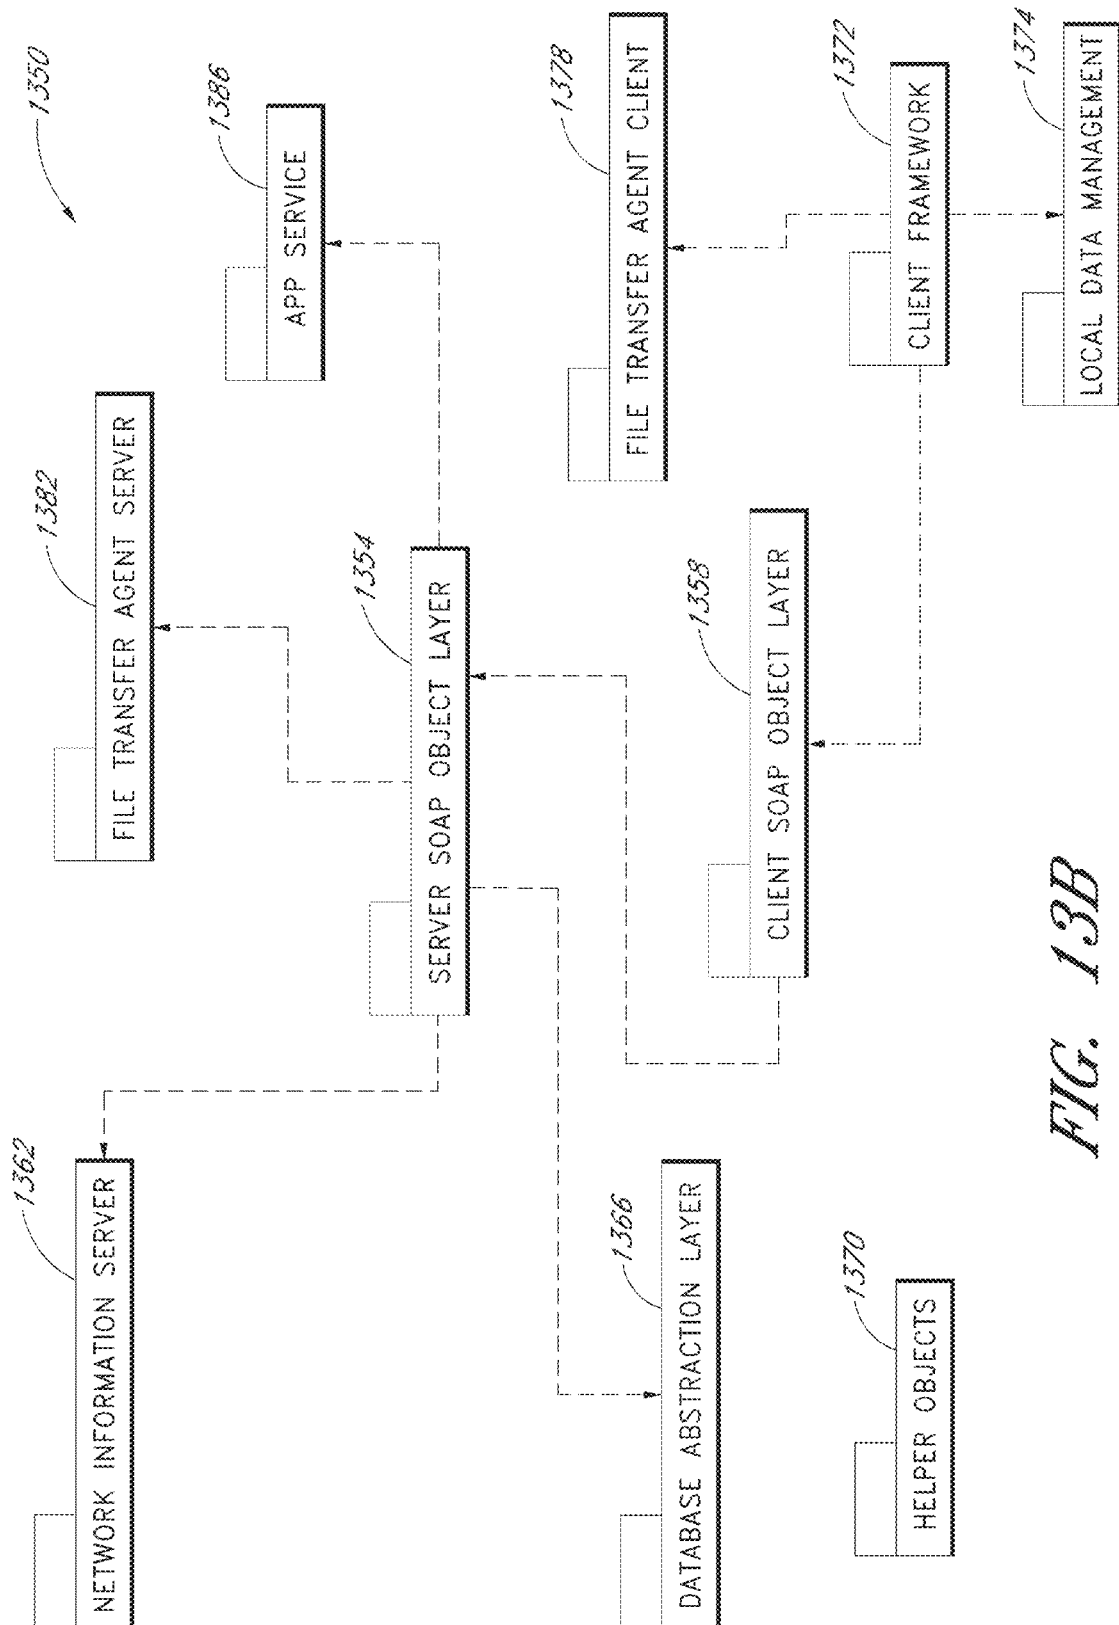 1350
1362
NETWORK INFORMATION SERVER
1382
FILE TRANSFER AGENT SERVER
1386
APP SERVICE
1354
SERVER SOAP OBJECT LAYER
1366
DATABASE ABSTRACTION LAYER
1358
CLIENT SOAP OBJECT LAYER
1378
FILE TRANSFER AGENT CLIENT
1370
HELPER OBJECTS
1372
CLIENT FRAMEWORK
1374
LOCAL DATA MANAGEMENT
FIG. 13B